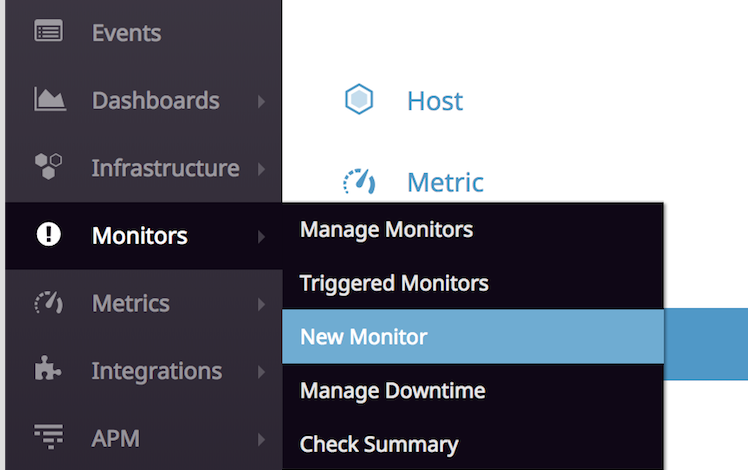 Events
Dashboards
Infrastructure
Monitors
Metrics
Integrations
APM
Host
Metric
Manage Monitors
Triggered Monitors
New Monitor
Manage Downtime
Check Summary